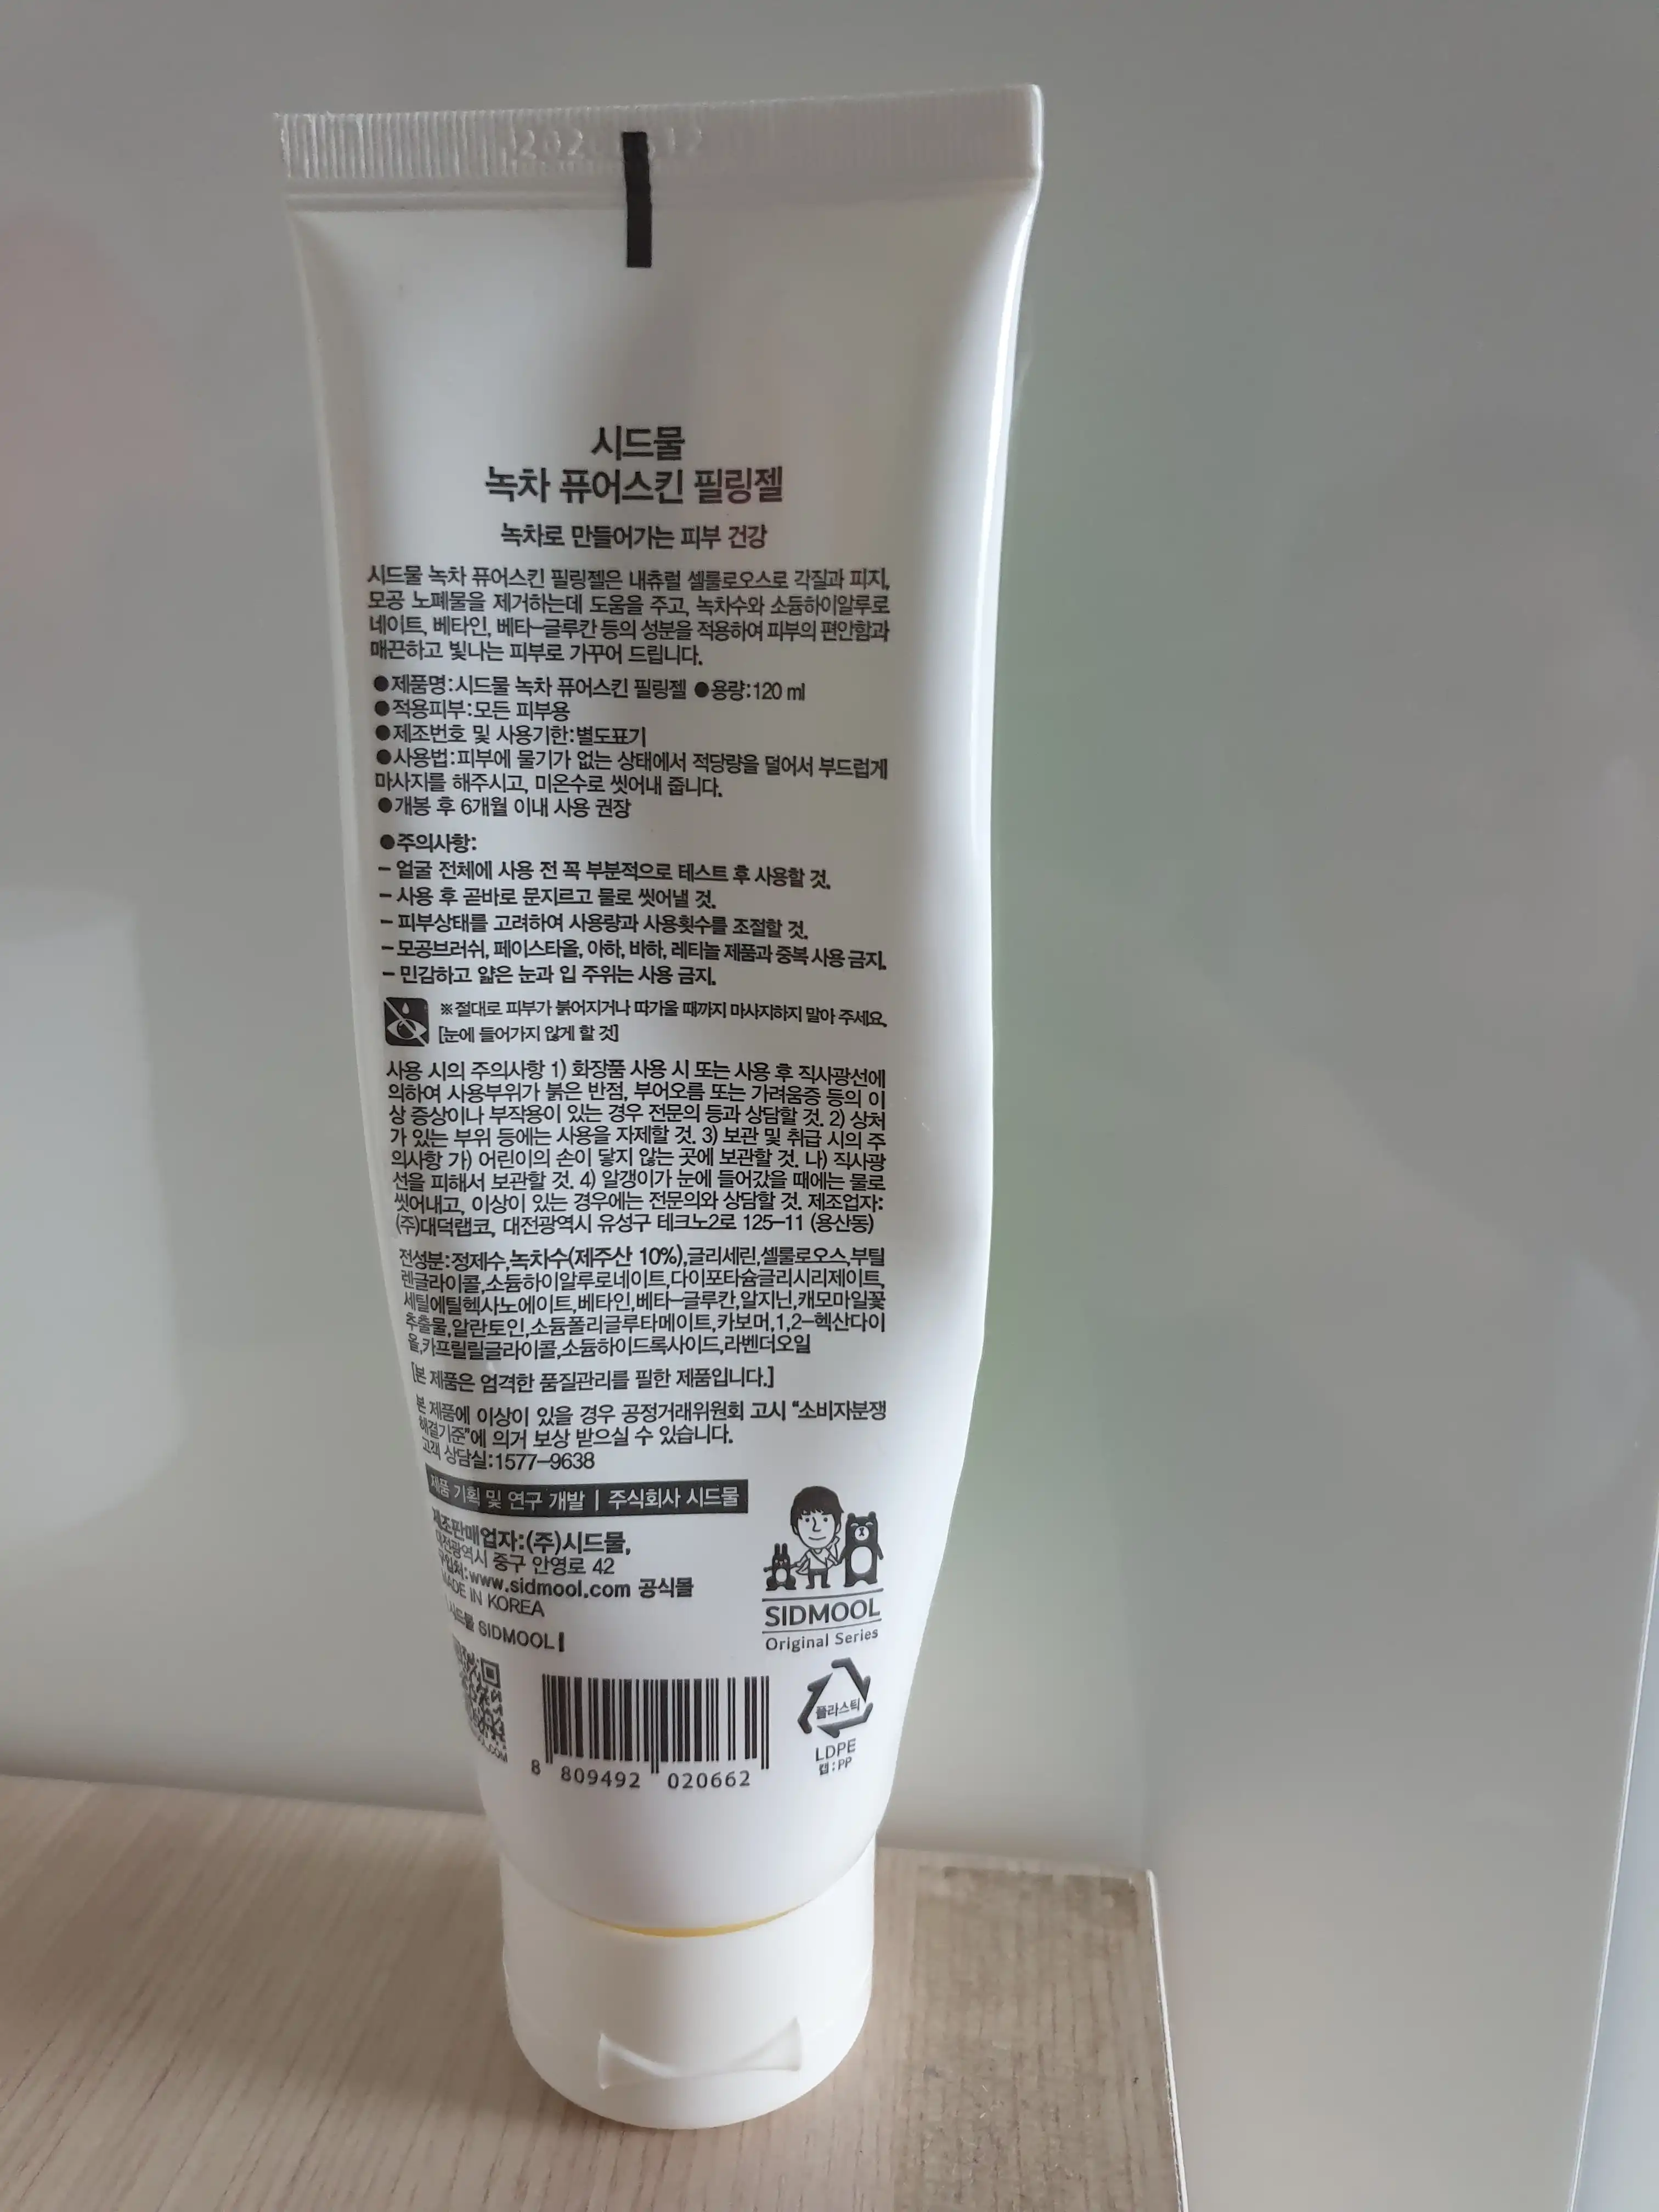 시드물
녹차 퓨어스킨 필링젤
녹차로 만들어가는 피부 건강
시드물 녹차 퓨어스킨 필링젤은 내츄럴 셀룰로오스로 각질과 피지,
모공 노폐물을 제거하는데 도움을 주고, 녹차수와 소듐하이알루로
네이트, 베타인, 베타-글루칸 등의 성분을 적용하여 피부의 편안함과
매끈하고 빛나는 피부로 가꾸어 드립니다.
●제품명:시드물 녹차 퓨어스킨 필링젤 ●용량:120 ml
●적용피부:모든 피부용
●제조번호 및 사용기한:별도표기
●사용법:피부에 물기가 없는 상태에서 적당량을 덜어서 부드럽게
마사지를 해주시고, 미온수로 씻어내 줍니다.
●개봉 후 6개월 이내 사용 권장
●주의사항:
- 얼굴 전체에 사용 전 꼭 부분적으로 테스트 후 사용할 것.
- 사용 후 곧바로 문지르고 물로 씻어낼 것.
- 피부상태를 고려하여 사용량과 사용횟수를 조절할 것.
- 모공브러쉬, 페이스타올, 아하, 바하, 레티놀 제품과 중복 사용 금지.
- 민감하고 얇은 눈과 입 주위는 사용 금지.
※절대로 피부가 붉어지거나 따가울 때까지 마사지하지 말아 주세요.
[눈에 들어가지 않게 할 것]
사용 시의 주의사항 1) 화장품 사용 시 또는 사용 후 직사광선에
의하여 사용부위가 붉은 반점, 부어오름 또는 가려움증 등의 이
상 증상이나 부작용이 있는 경우 전문의 등과 상담할 것. 2) 상처
가 있는 부위 등에는 사용을 자제할 것. 3) 보관 및 취급 시의 주
의사항 가) 어린이의 손이 닿지 않는 곳에 보관할 것. 나) 직사광
선을 피해서 보관할 것. 4) 알갱이가 눈에 들어갔을 때에는 물로
씻어내고, 이상이 있는 경우에는 전문의와 상담할 것. 제조업자:
(주)대덕랩코, 대전광역시 유성구 테크노2로 125-11 (용산동)
전성분:정제수,녹차수(제주산 10%),글리세린,셀룰로오스,부틸
렌글라이콜,소듐하이알루로네이트,다이포타슘글리시리제이트,
세틸에틸헥사노에이트,베타인,베타-글루칸,알지닌,캐모마일꽃
추출물,알란토인,소듐폴리글루타메이트,카보머,1,2-헥산다이
올,카프릴릴글라이콜,소듐하이드록사이드,라벤더오일
[본 제품은 엄격한 품질관리를 필한 제품입니다.]
본 제품에 이상이 있을 경우 공정거래위원회 고시 "소비자분쟁
해결기준"에 의거 보상 받으실 수 있습니다.
고객 상담실:1577-9638
제품 기획 및 연구 개발 | 주식회사 시드물
제조판매업자:(주)시드물,
대전광역시 중구 안영로 42
구입처:www.sidmool.com 공식몰
MADE IN KOREA
시드물 SIDMOOL
SIDMOOL
Original Series
플라스틱
LDPE
캡:PP
8 809492 020662